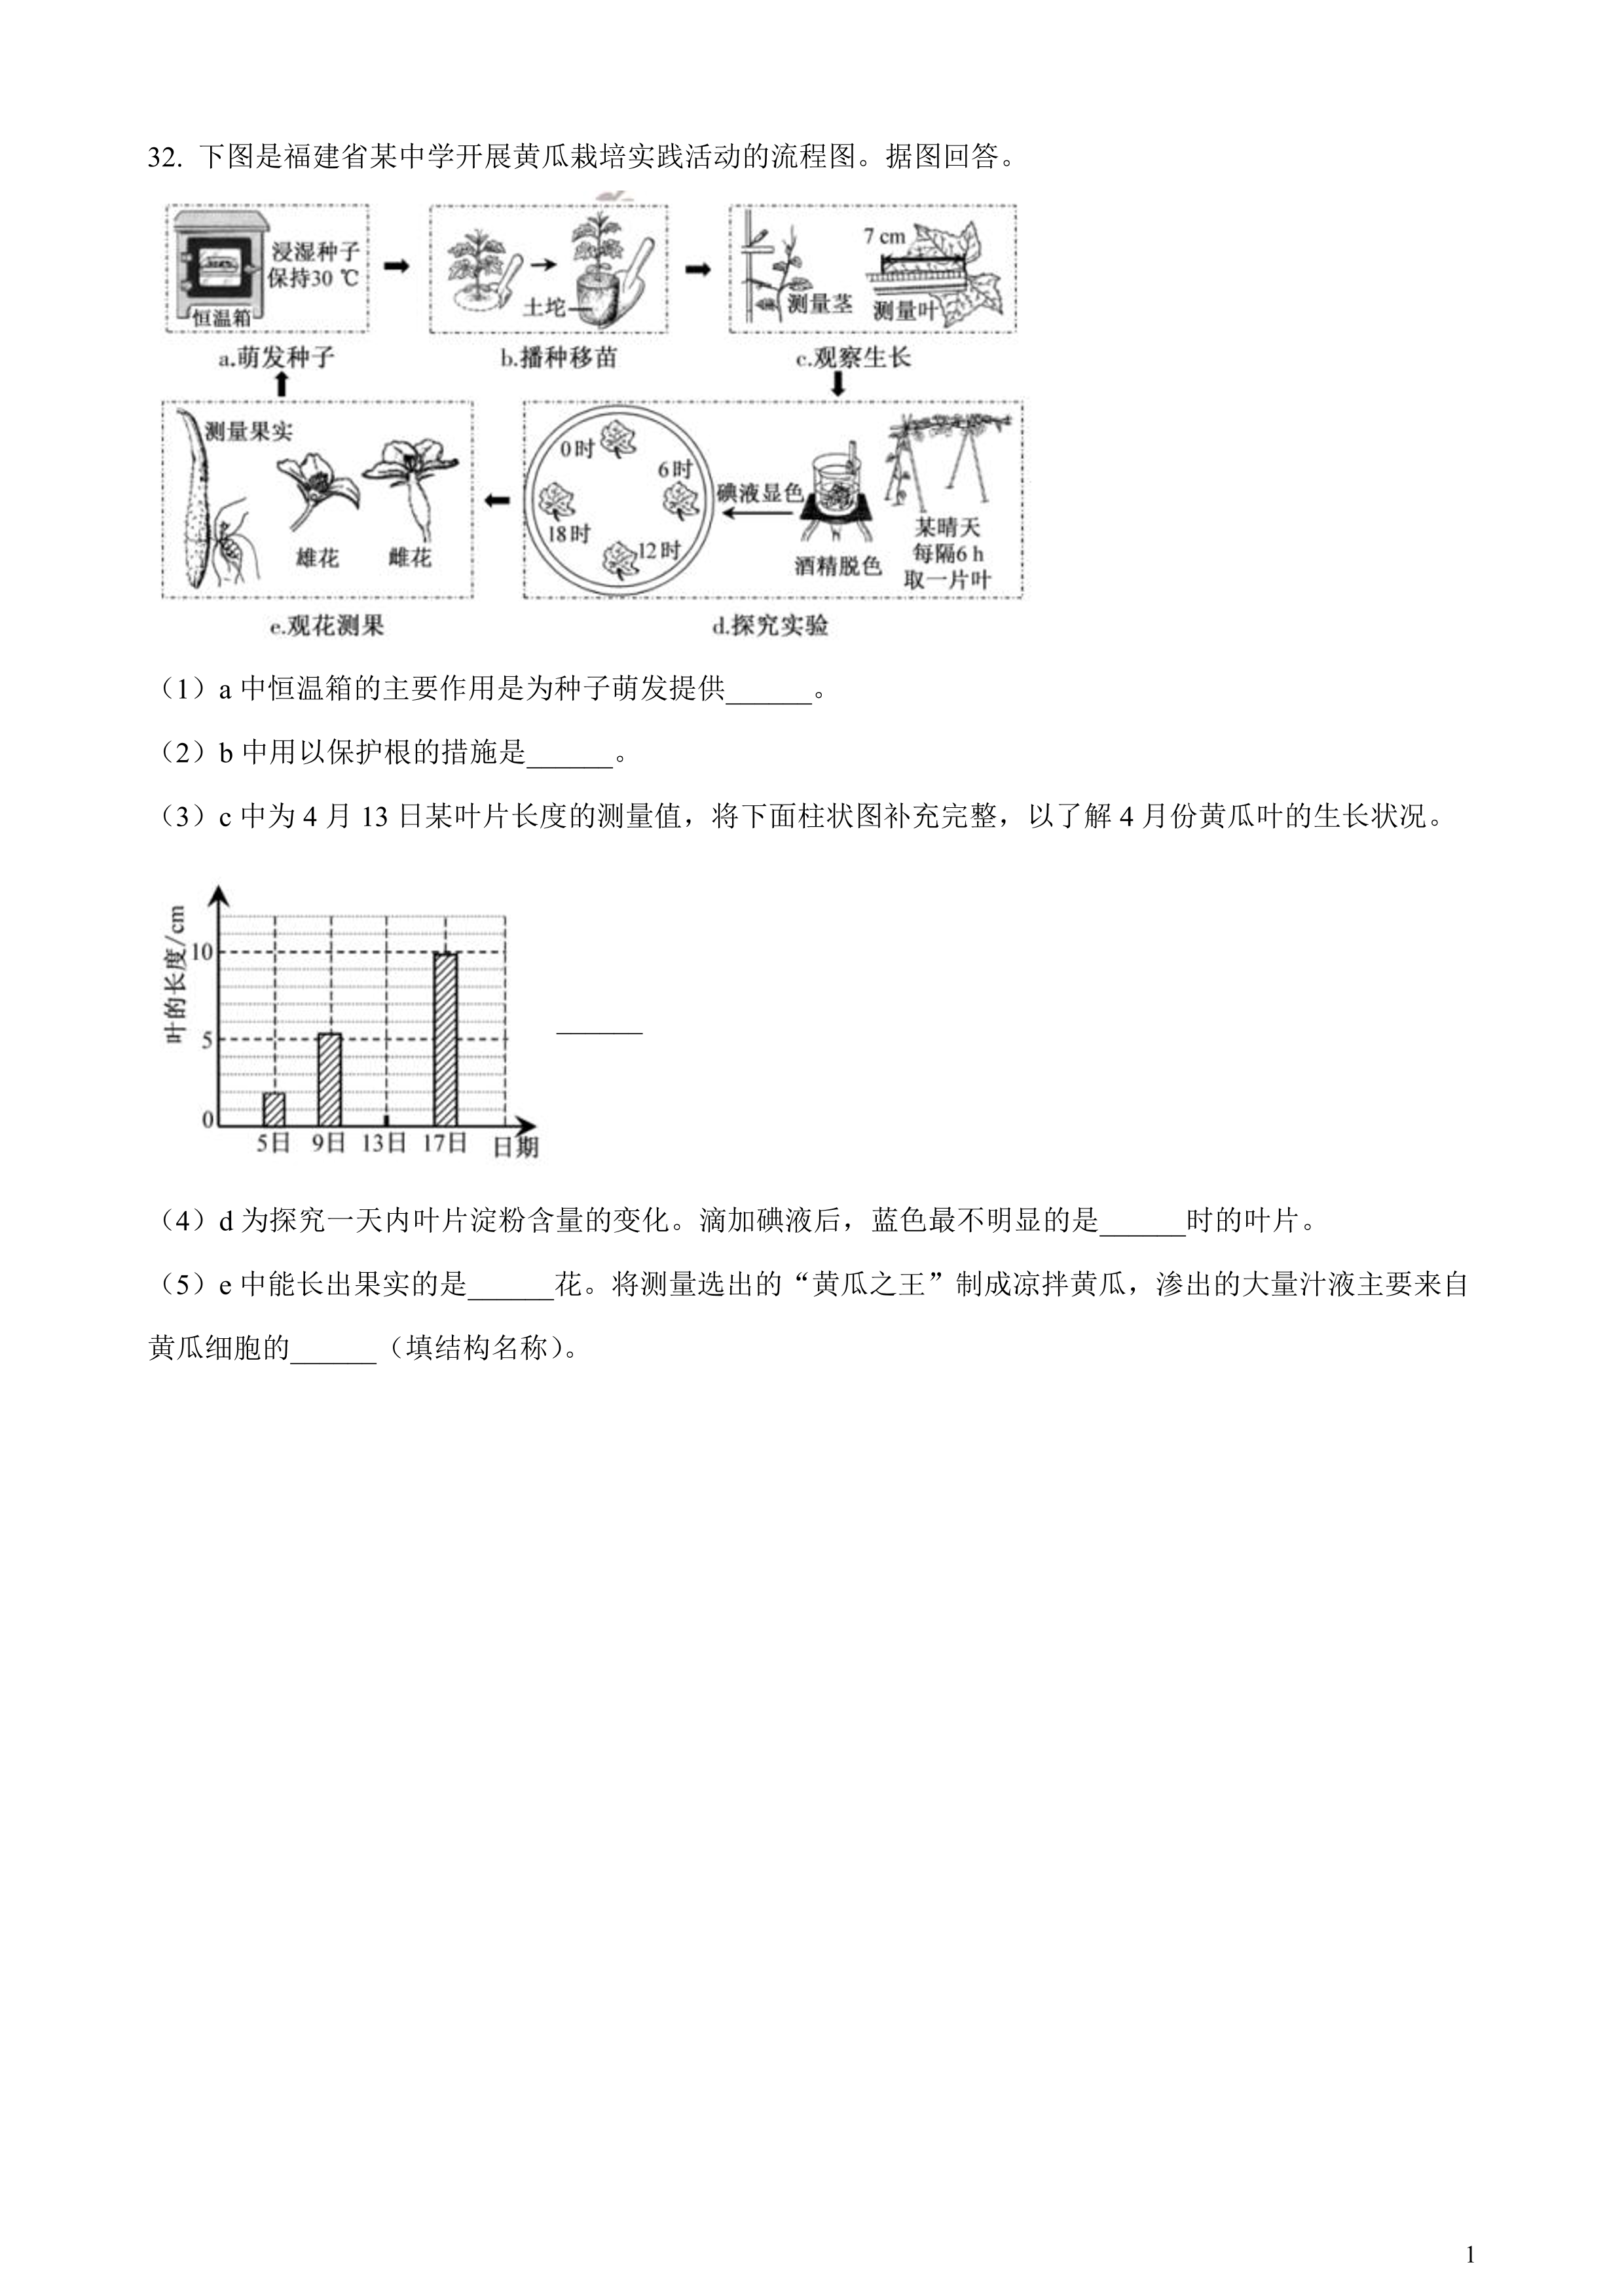 32. 下图是福建省某中学开展黄瓜栽培实践活动的流程图。据图回答。
浸湿种子
保持30 ℃
恒温箱
a.萌发种子
土坨
b.播种移苗
7 cm
测量茎
测量叶
c.观察生长
测量果实
雄花
雌花
e.观花测果
0时
6时
18时
12时
碘液显色
酒精脱色
某晴天
每隔6 h
取一片叶
d.探究实验
（1）a 中恒温箱的主要作用是为种子萌发提供______。
（2）b 中用以保护根的措施是______。
（3）c 中为 4 月 13 日某叶片长度的测量值，将下面柱状图补充完整，以了解 4 月份黄瓜叶的生长状况。
叶的长度/cm
10
5
0
5日 9日 13日 17日 日期
______
（4）d 为探究一天内叶片淀粉含量的变化。滴加碘液后，蓝色最不明显的是______时的叶片。
（5）e 中能长出果实的是______花。将测量选出的“黄瓜之王”制成凉拌黄瓜，渗出的大量汁液主要来自
黄瓜细胞的______（填结构名称）。
1